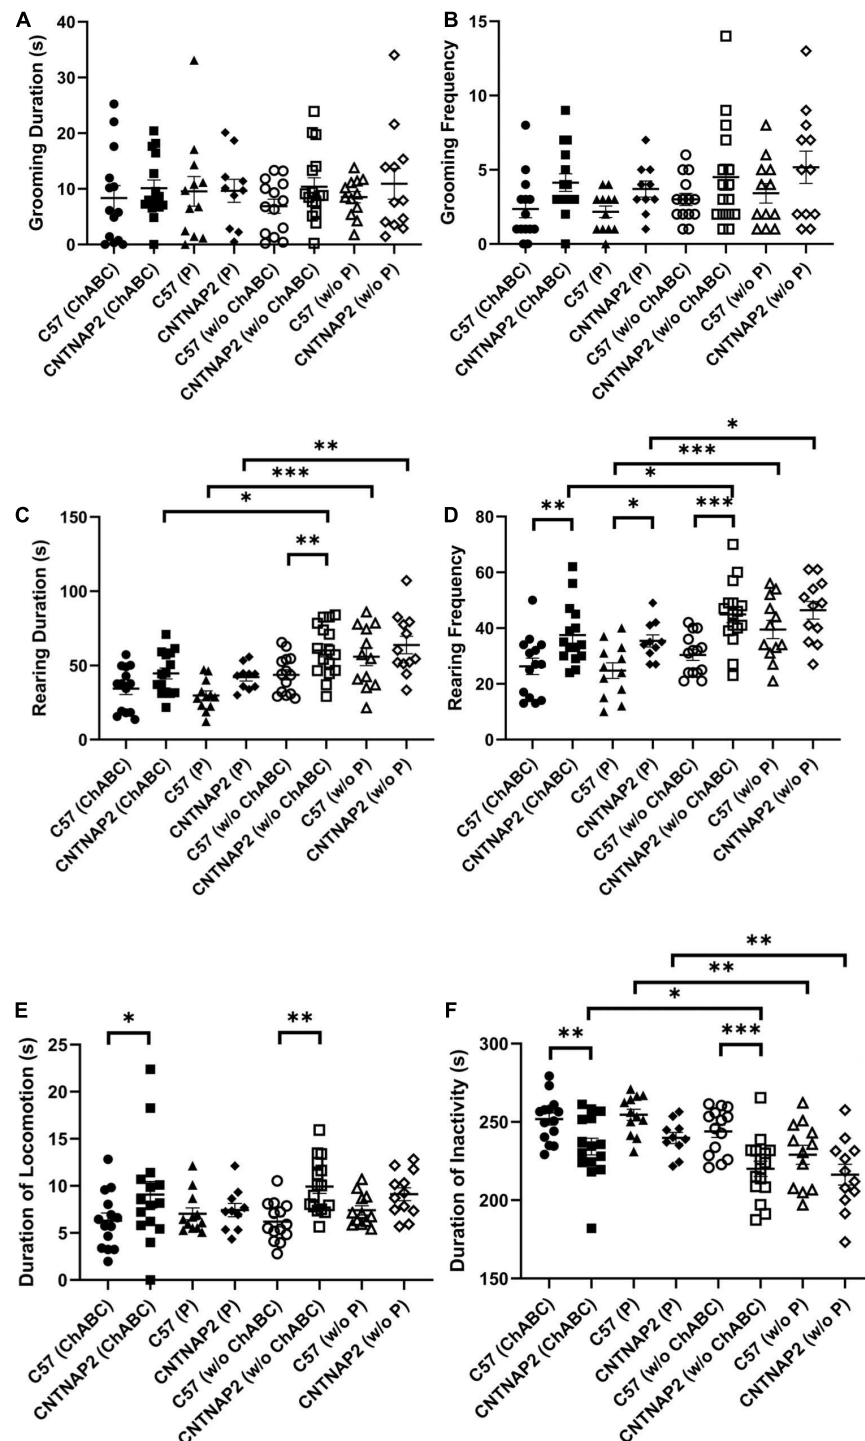 A
Grooming Duration (s)
40
30
20
10
0
C57 (ChABC)
CNTNAP2 (ChABC)
C57 (P)
CNTNAP2 (P)
C57 (w/o ChABC)
CNTNAP2 (w/o ChABC)
C57 (w/o P)
CNTNAP2 (w/o P)
B
Grooming Frequency
15
10
5
0
C57 (ChABC)
CNTNAP2 (ChABC)
C57 (P)
CNTNAP2 (P)
C57 (w/o ChABC)
CNTNAP2 (w/o ChABC)
C57 (w/o P)
CNTNAP2 (w/o P)
C
**
***
*
**
Rearing Duration (s)
150
100
50
0
C57 (ChABC)
CNTNAP2 (ChABC)
C57 (P)
CNTNAP2 (P)
C57 (w/o ChABC)
CNTNAP2 (w/o ChABC)
C57 (w/o P)
CNTNAP2 (w/o P)
D
*
***
*
** * ***
Rearing Frequency
80
60
40
20
0
C57 (ChABC)
CNTNAP2 (ChABC)
C57 (P)
CNTNAP2 (P)
C57 (w/o ChABC)
CNTNAP2 (w/o ChABC)
C57 (w/o P)
CNTNAP2 (w/o P)
E
* **
Duration of Locomotion (s)
25
20
15
10
5
0
C57 (ChABC)
CNTNAP2 (ChABC)
C57 (P)
CNTNAP2 (P)
C57 (w/o ChABC)
CNTNAP2 (w/o ChABC)
C57 (w/o P)
CNTNAP2 (w/o P)
F
**
**
*
** ***
Duration of Inactivity (s)
300
250
200
150
C57 (ChABC)
CNTNAP2 (ChABC)
C57 (P)
CNTNAP2 (P)
C57 (w/o ChABC)
CNTNAP2 (w/o ChABC)
C57 (w/o P)
CNTNAP2 (w/o P)